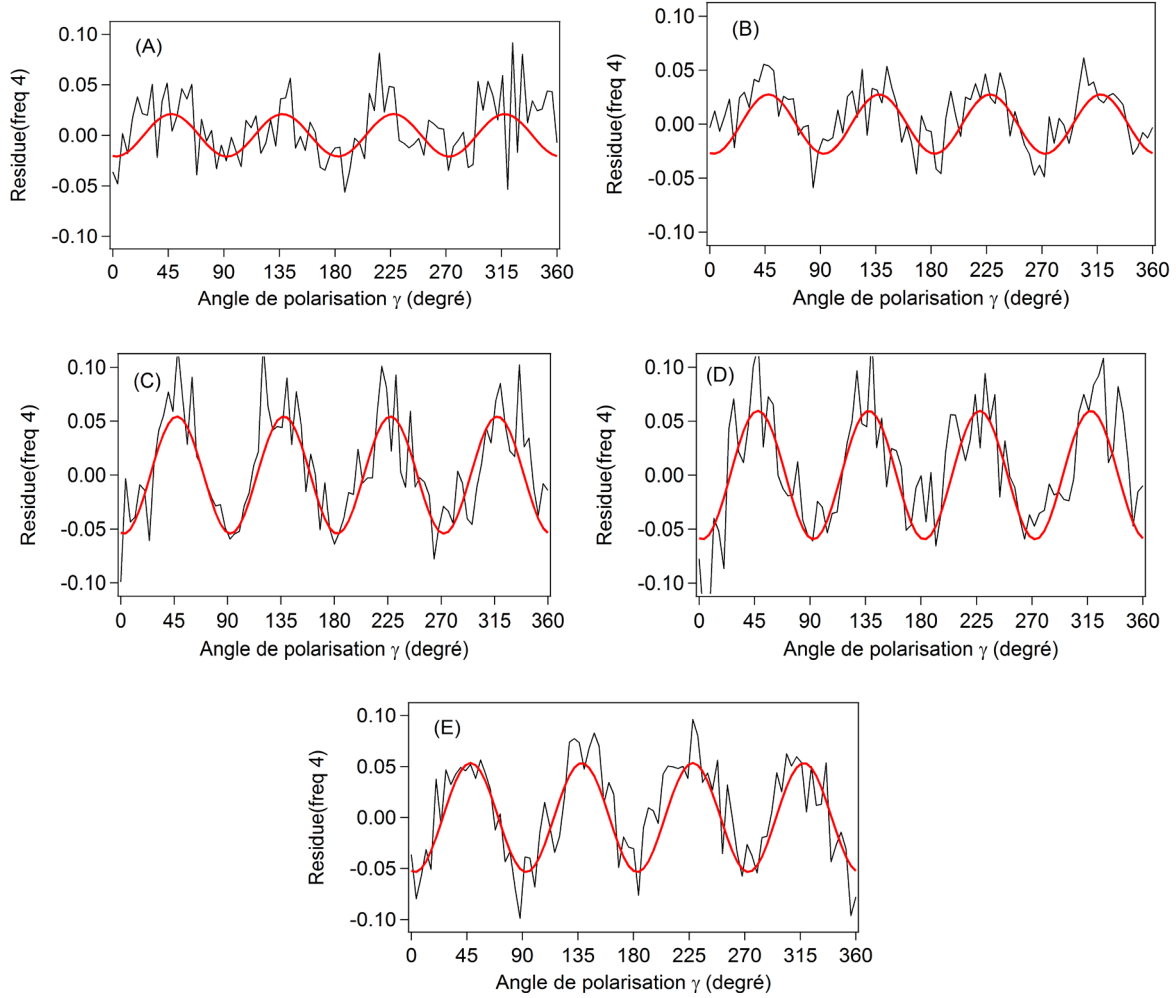 (A)
Residue(freq 4)
0.10
0.05
0.00
-0.05
-0.10
0 45 90 135 180 225 270 315 360
Angle de polarisation γ (degré)
(B)
Residue(freq 4)
0.10
0.05
0.00
-0.05
-0.10
0 45 90 135 180 225 270 315 360
Angle de polarisation γ (degré)
(C)
Residue(freq 4)
0.10
0.05
0.00
-0.05
-0.10
0 45 90 135 180 225 270 315 360
Angle de polarisation γ (degré)
(D)
Residue(freq 4)
0.10
0.05
0.00
-0.05
-0.10
0 45 90 135 180 225 270 315 360
Angle de polarisation γ (degré)
(E)
Residue(freq 4)
0.10
0.05
0.00
-0.05
-0.10
0 45 90 135 180 225 270 315 360
Angle de polarisation γ (degré)